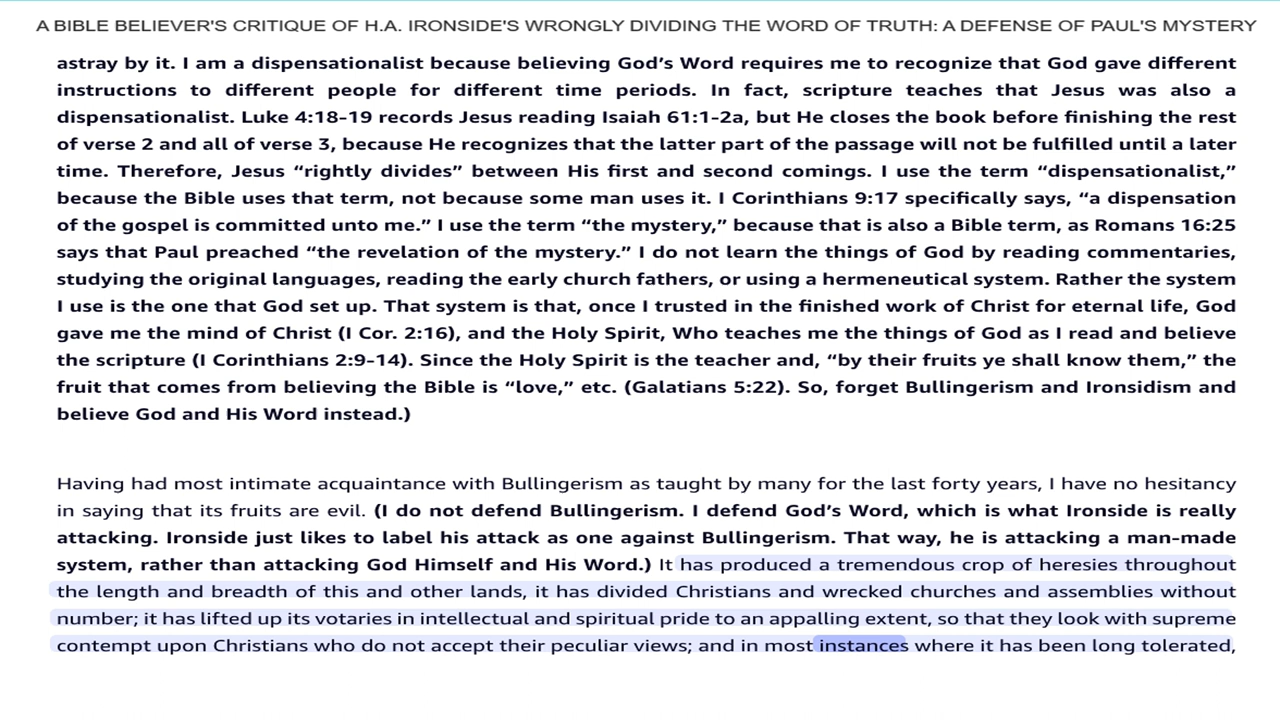 A BIBLE BELIEVER'S CRITIQUE OF H.A. IRONSIDE'S WRONGLY DIVIDING THE WORD OF TRUTH: A DEFENSE OF PAUL'S MYSTERY
astray by it. I am a dispensationalist because believing God’s Word requires me to recognize that God gave different
instructions to different people for different time periods. In fact, scripture teaches that Jesus was also a
dispensationalist. Luke 4:18–19 records Jesus reading Isaiah 61:1–2a, but He closes the book before finishing the rest
of verse 2 and all of verse 3, because He recognizes that the latter part of the passage will not be fulfilled until a later
time. Therefore, Jesus “rightly divides” between His first and second comings. I use the term “dispensationalist,”
because the Bible uses that term, not because some man uses it. I Corinthians 9:17 specifically says, “a dispensation
of the gospel is committed unto me.” I use the term “the mystery,” because that is also a Bible term, as Romans 16:25
says that Paul preached “the revelation of the mystery.” I do not learn the things of God by reading commentaries,
studying the original languages, reading the early church fathers, or using a hermeneutical system. Rather the system
I use is the one that God set up. That system is that, once I trusted in the finished work of Christ for eternal life, God
gave me the mind of Christ (I Cor. 2:16), and the Holy Spirit, Who teaches me the things of God as I read and believe
the scripture (I Corinthians 2:9–14). Since the Holy Spirit is the teacher and, “by their fruits ye shall know them,” the
fruit that comes from believing the Bible is “love,” etc. (Galatians 5:22). So, forget Bullingerism and Ironsidism and
believe God and His Word instead.)
Having had most intimate acquaintance with Bullingerism as taught by many for the last forty years, I have no hesitancy
in saying that its fruits are evil. (I do not defend Bullingerism. I defend God’s Word, which is what Ironside is really
attacking. Ironside just likes to label his attack as one against Bullingerism. That way, he is attacking a man-made
system, rather than attacking God Himself and His Word.) It has produced a tremendous crop of heresies throughout
the length and breadth of this and other lands, it has divided Christians and wrecked churches and assemblies without
number; it has lifted up its votaries in intellectual and spiritual pride to an appalling extent, so that they look with supreme
contempt upon Christians who do not accept their peculiar views; and in most instances where it has been long tolerated,